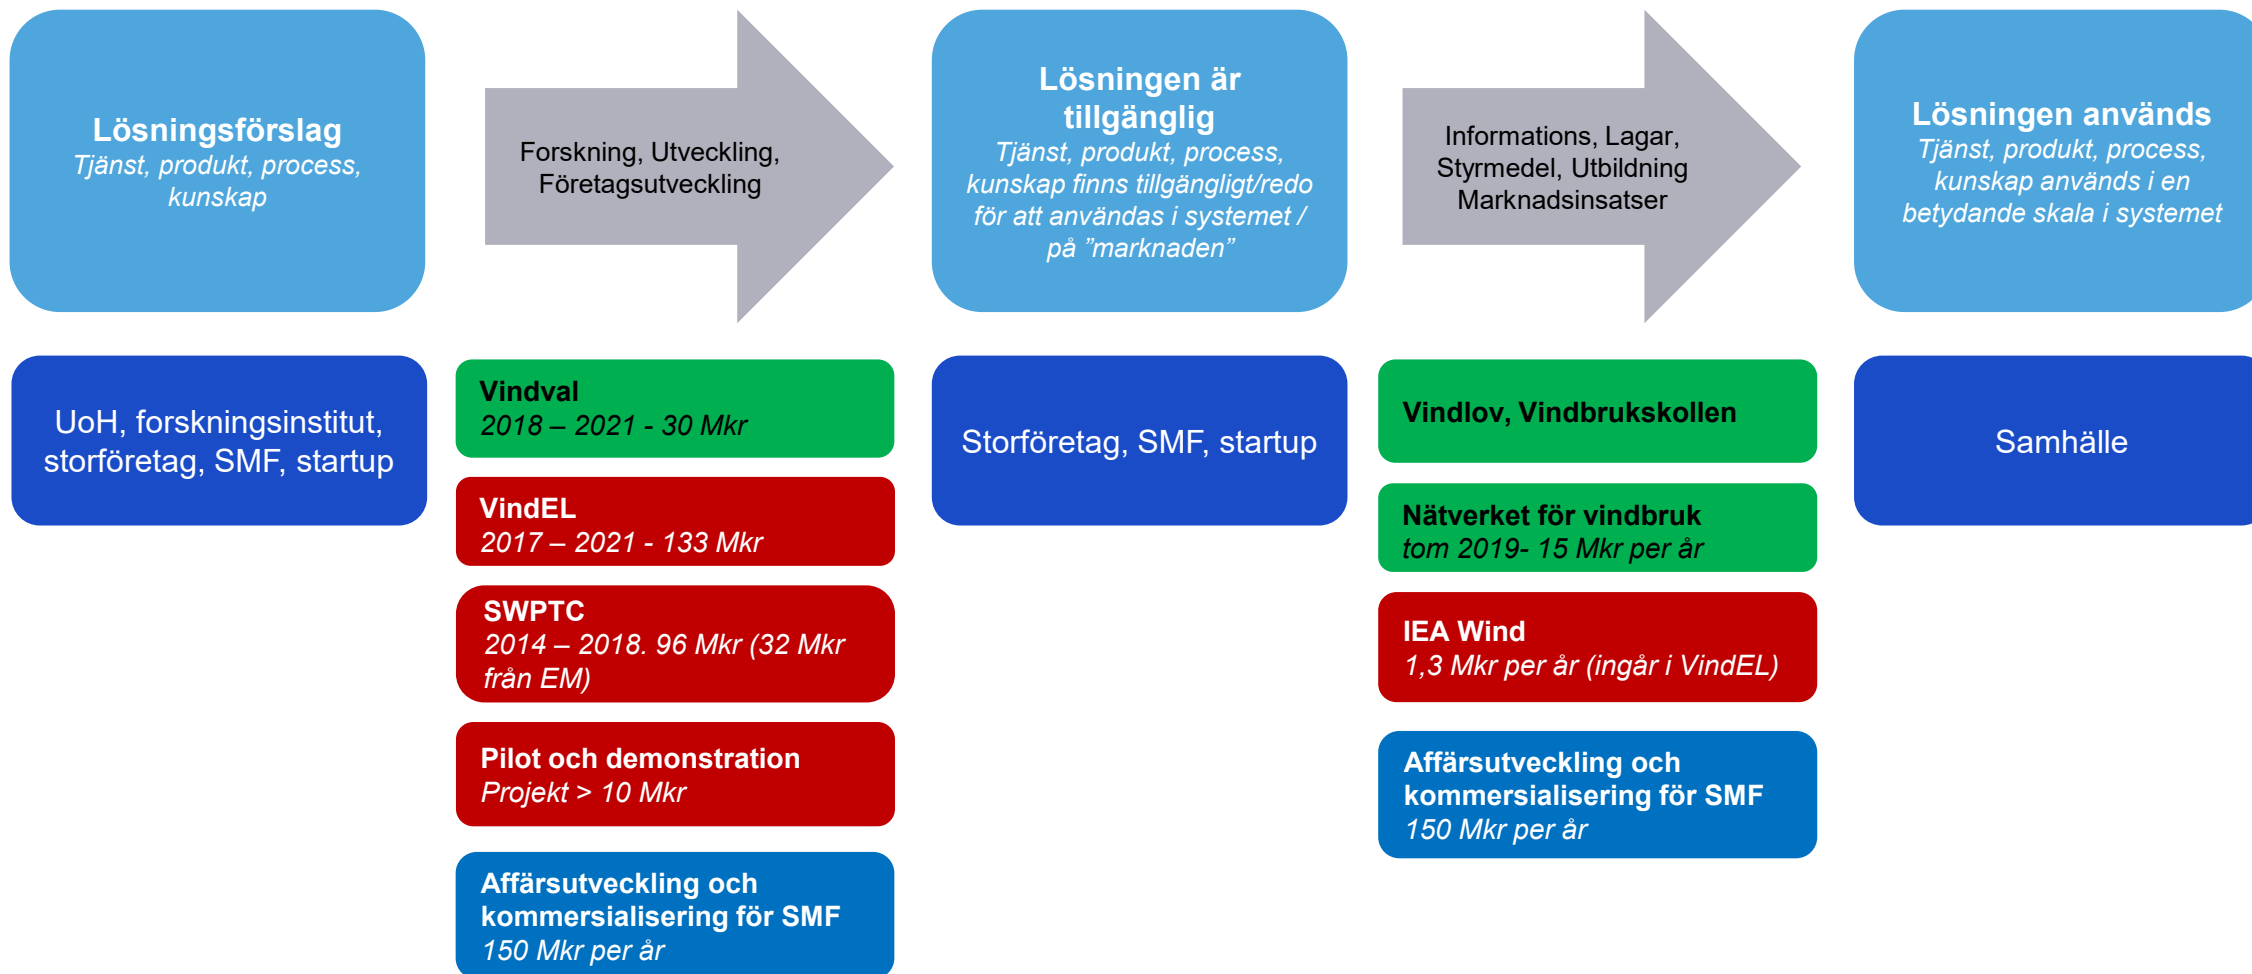 Lösningsförslag
Tjänst, produkt, process,
kunskap
Forskning, Utveckling,
Företagsutveckling
Lösningen är
tillgänglig
Tjänst, produkt, process,
kunskap finns tillgängligt/redo
för att användas i systemet /
på ”marknaden”
Informations, Lagar,
Styrmedel, Utbildning
Marknadsinsatser
Lösningen används
Tjänst, produkt, process,
kunskap används i en
betydande skala i systemet
UoH, forskningsinstitut,
storföretag, SMF, startup
Vindval
2018 – 2021 - 30 Mkr
VindEL
2017 – 2021 - 133 Mkr
SWPTC
2014 – 2018. 96 Mkr (32 Mkr
från EM)
Pilot och demonstration
Projekt > 10 Mkr
Affärsutveckling och
kommersialisering för SMF
150 Mkr per år
Storföretag, SMF, startup
Vindlov, Vindbrukskollen
Nätverket för vindbruk
tom 2019- 15 Mkr per år
IEA Wind
1,3 Mkr per år (ingår i VindEL)
Affärsutveckling och
kommersialisering för SMF
150 Mkr per år
Samhälle